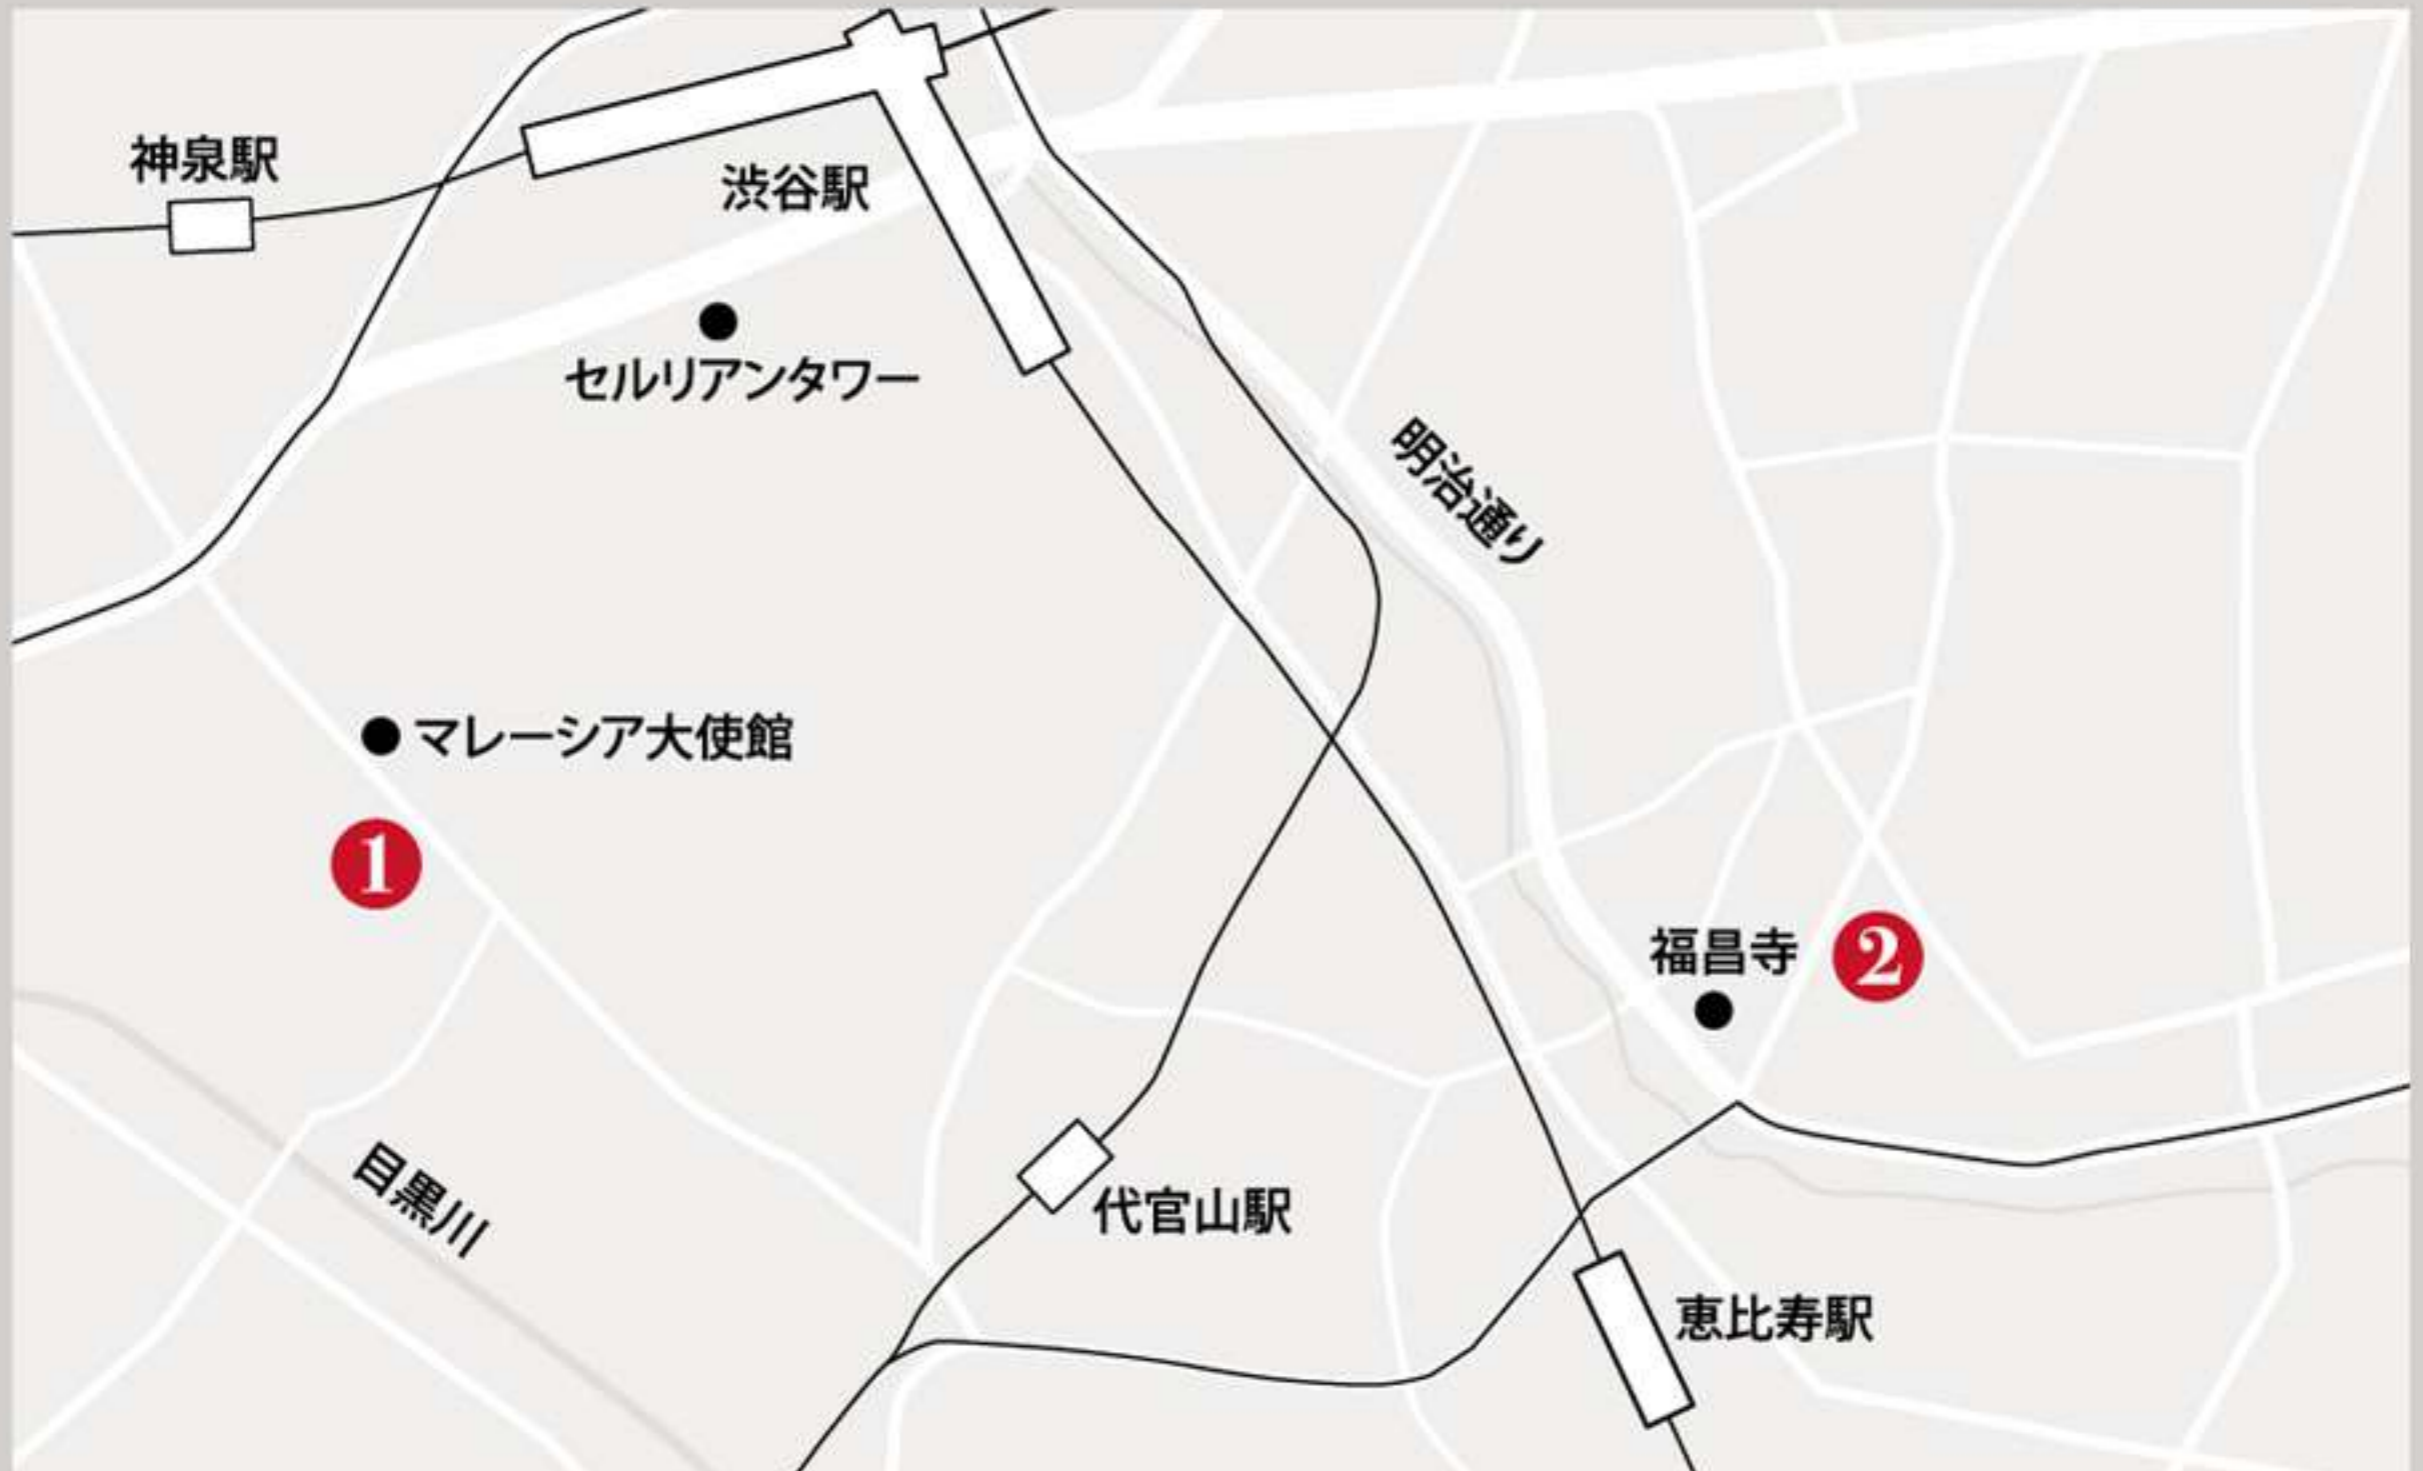 神泉駅
渋谷駅
セルリアンタワー
明治通り
マレーシア大使館
1
福昌寺
2
目黒川
代官山駅
恵比寿駅